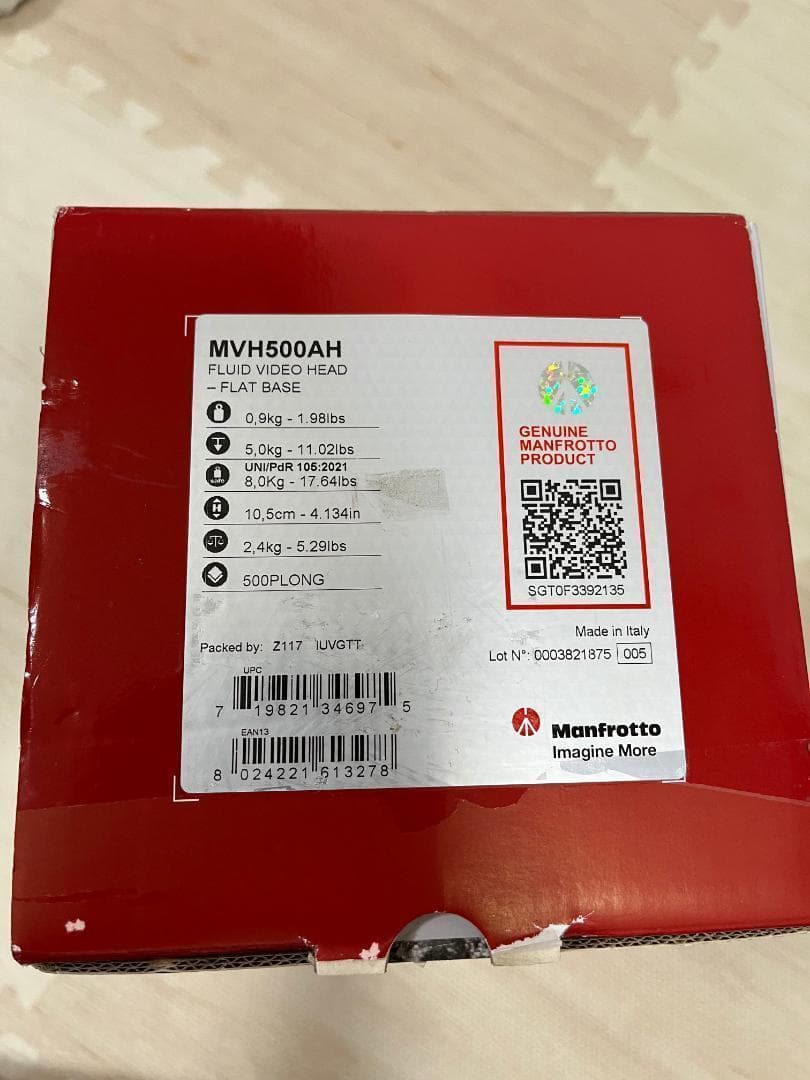 MVH500AH
FLUID VIDEO HEAD
– FLAT BASE
0,9kg - 1.98lbs
5,0kg - 11.02lbs
UNI/PdR 105:2021
safe
8,0Kg - 17.64lbs
H
10,5cm - 4.134in
2,4kg - 5.29lbs
500PLONG
GENUINE
MANFROTTO
PRODUCT
SGT0F3392135
Made in Italy
Packed by: Z117 IUVGTT
Lot N°: 0003821875 005
UPC
7 19821 34697 5
EAN13
8 024221 613278
Manfrotto
Imagine More